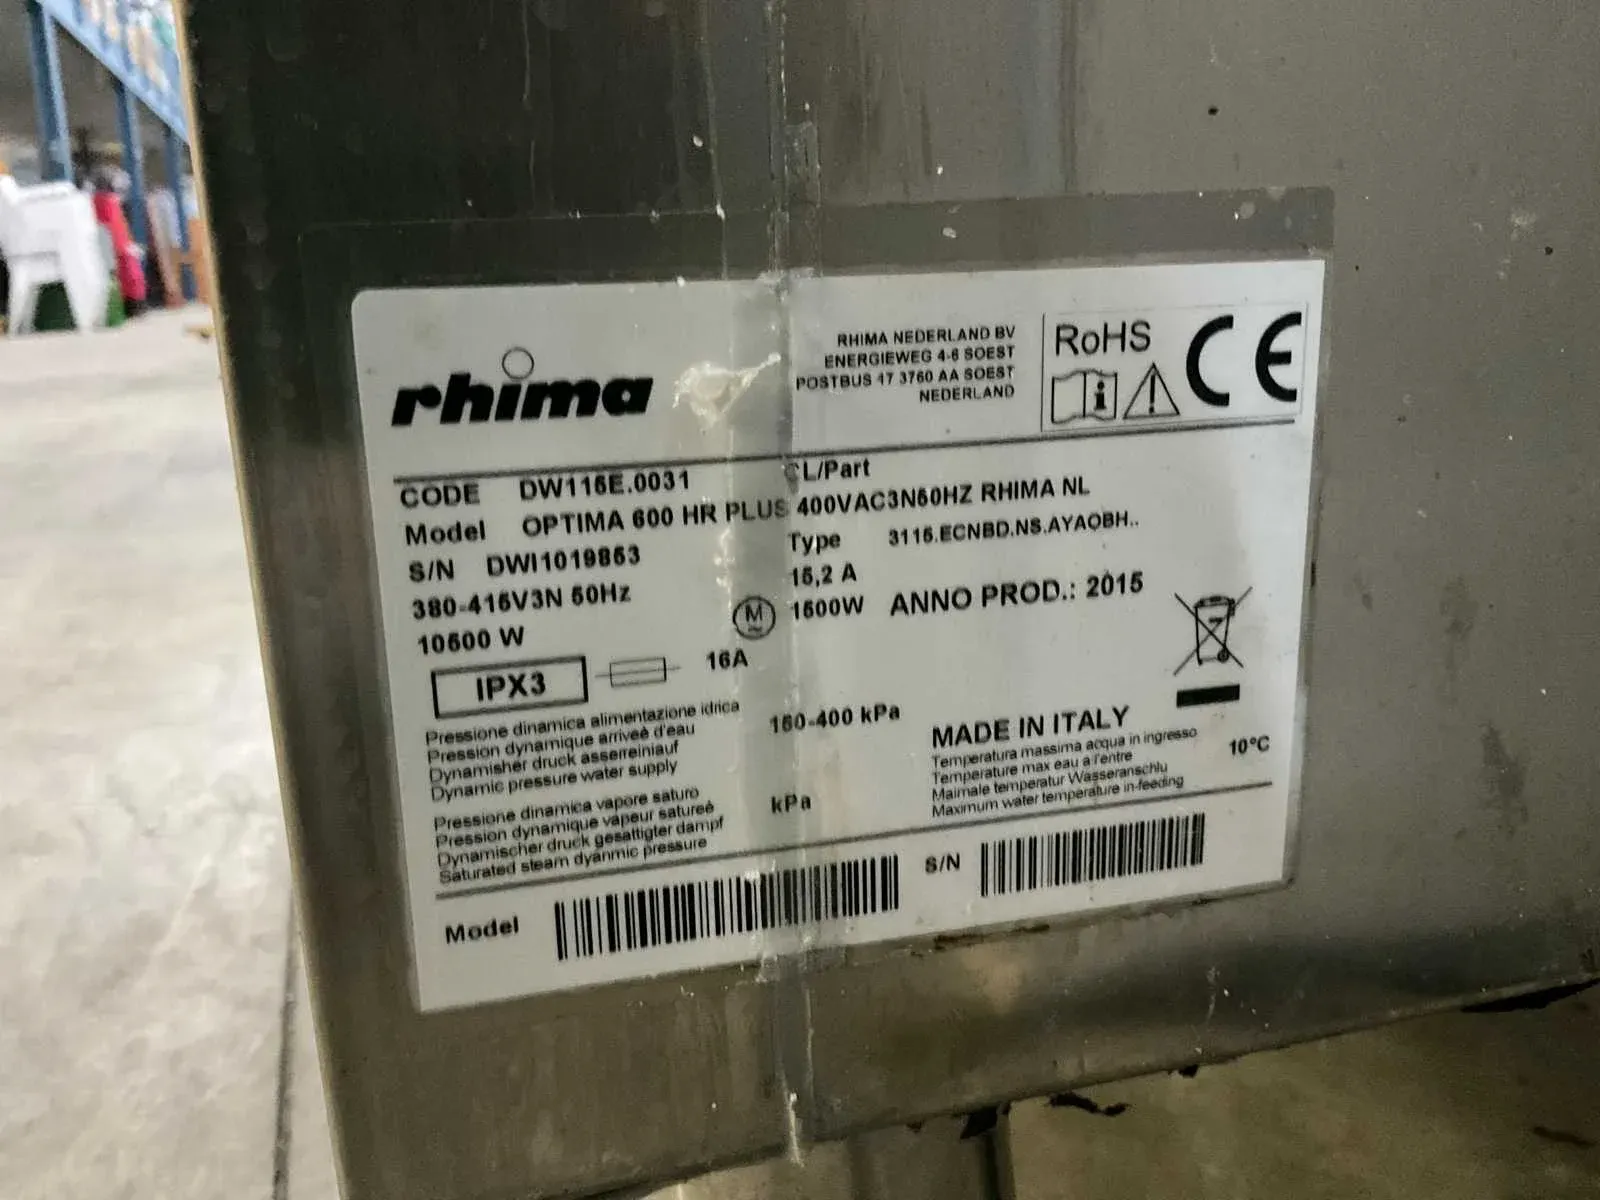 rhima
RHIMA NEDERLAND BV
ENERGIEWEG 4-6 SOEST
POSTBUS 17 3760 AA SOEST
NEDERLAND
RoHS
CE
CODE DW115E.0031 CL/Part
Model OPTIMA 600 HR PLUS 400VAC3N50HZ RHIMA NL
S/N DWI1019853 Type 3115.ECNBD.NS.AYAOBH..
380-415V3N 50Hz 15,2 A
10500 W M 1500W ANNO PROD.: 2015
IPX3 16A
Pressione dinamica alimentazione idrica
Pression dynamique arriveè d'eau
Dynamisher druck asserreiniauf
Dynamic pressure water supply
150-400 kPa
MADE IN ITALY
Temperatura massima acqua in ingresso
Temperature max eau a l'entre
Maimale temperatur Wasseranschlu
Maximum water temperature in-feeding
10°C
Pressione dinamica vapore saturo
Pression dynamique vapeur satureè
Dynamischer druck gesattigter dampf
Saturated steam dyanmic pressure
kPa
Model S/N